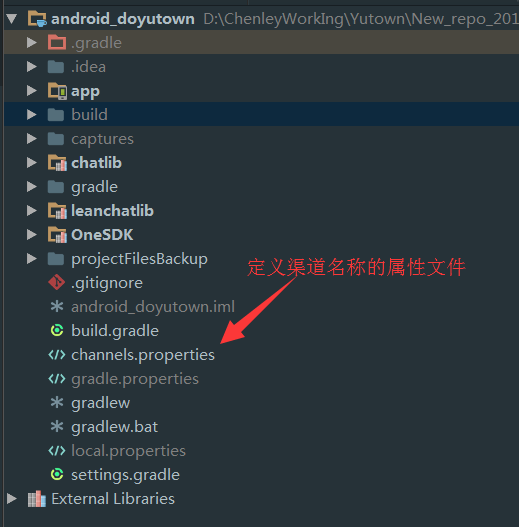 android_doyutown D:\ChenleyWorkIng\Yutown\New_repo_201
.gradle
.idea
app
build
captures
chatlib
gradle
leanchatlib
OneSDK
projectFilesBackup
定义渠道名称的属性文件
.gitignore
android_doyutown.iml
build.gradle
channels.properties
gradle.properties
gradlew
gradlew.bat
local.properties
settings.gradle
External Libraries